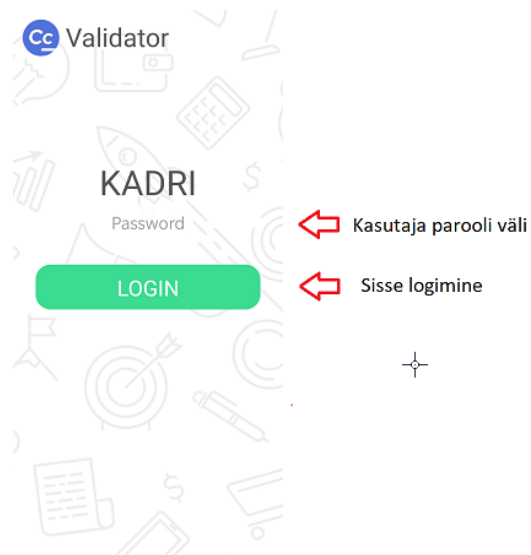 Cc Validator
KADRI
Password
Kasutaja parooli väli
LOGIN
Sisse logimine